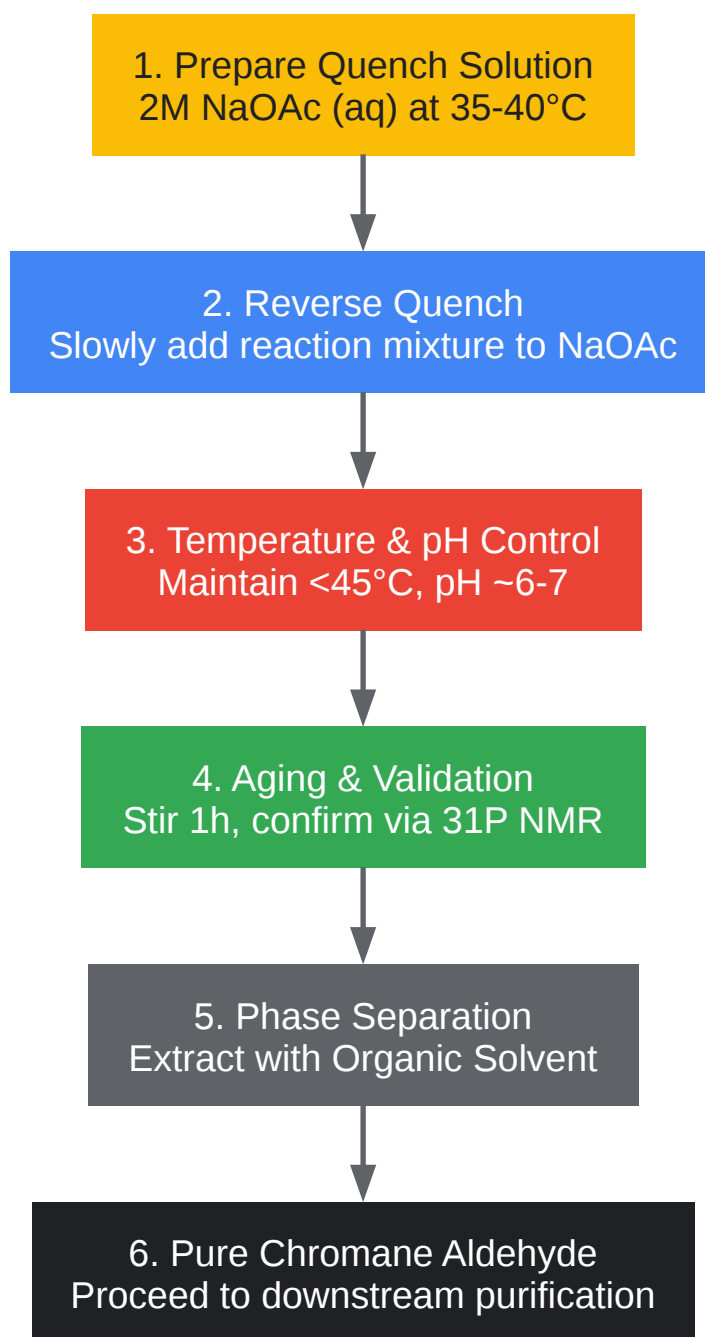 1. Prepare Quench Solution
2M NaOAc (aq) at 35-40°C
2. Reverse Quench
Slowly add reaction mixture to NaOAc
3. Temperature & pH Control
Maintain <45°C, pH ~6-7
4. Aging & Validation
Stir 1h, confirm via 31P NMR
5. Phase Separation
Extract with Organic Solvent
6. Pure Chromane Aldehyde
Proceed to downstream purification